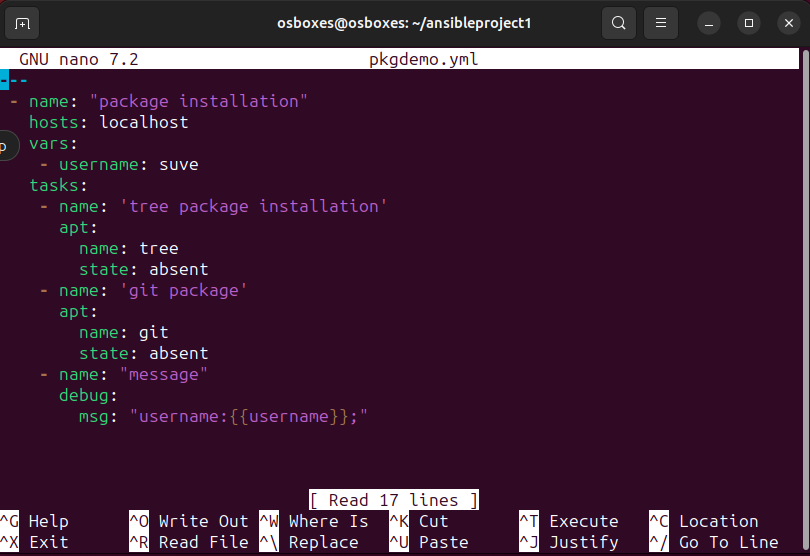 osboxes@osboxes: ~/ansibleproject1
GNU nano 7.2 pkgdemo.yml
---
- name: "package installation"
hosts: localhost
p
vars:
- username: suve
tasks:
- name: 'tree package installation'
apt:
name: tree
state: absent
- name: 'git package'
apt:
name: git
state: absent
- name: "message"
debug:
msg: "username:{{username}};"
[ Read 17 lines ]
^G Help ^O Write Out ^W Where Is ^K Cut ^T Execute ^C Location
^X Exit ^R Read File ^\ Replace ^U Paste ^J Justify ^/ Go To Line